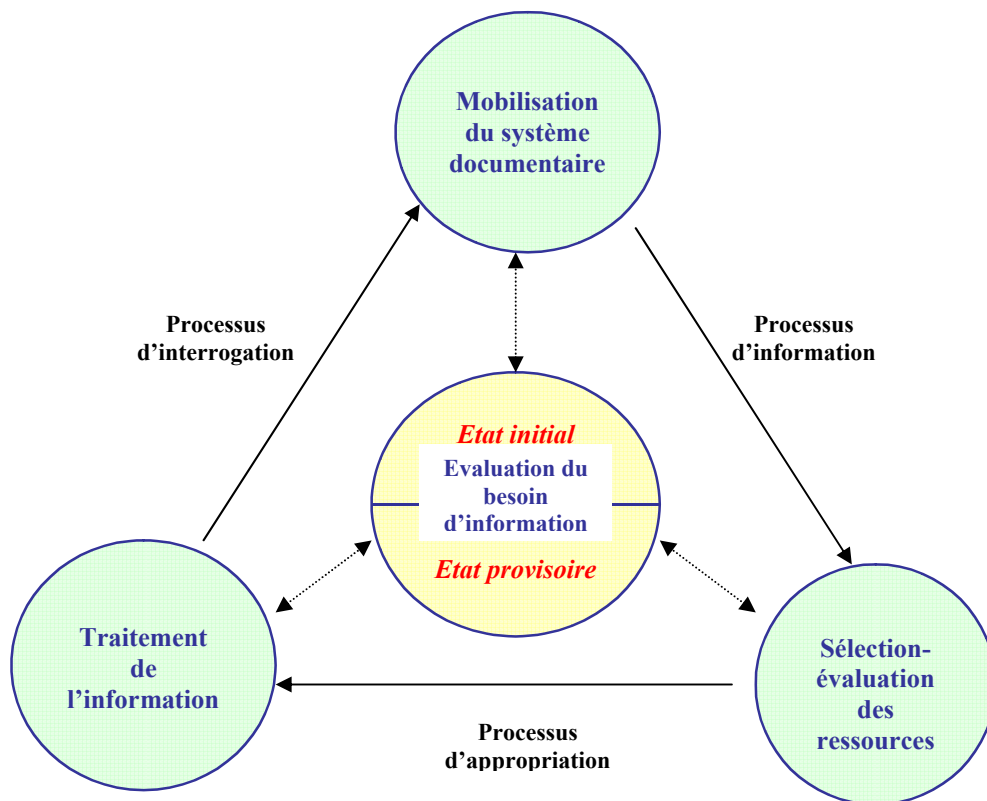 Mobilisation
du système
documentaire
Processus
d’interrogation
Processus
d’information
Etat initial
Evaluation du
besoin
d’information
Etat provisoire
Traitement
de
l’information
Sélection-
évaluation
des
ressources
Processus
d’appropriation